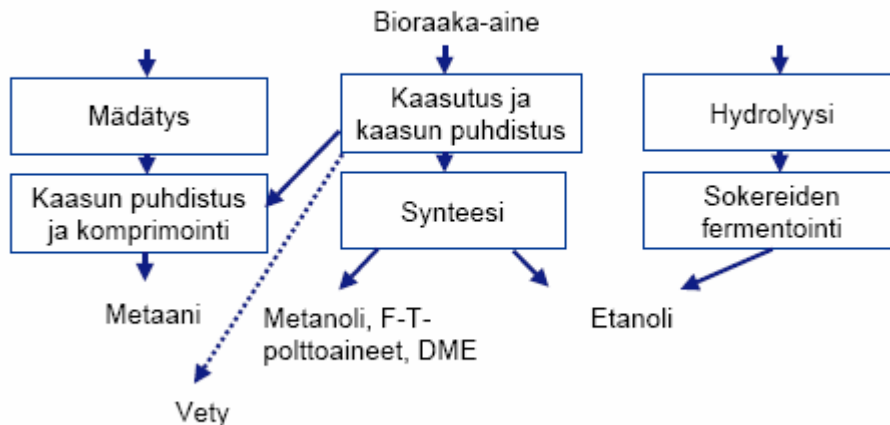 Bioraaka-aine
Mädätys
Kaasutus ja
kaasun puhdistus
Hydrolyysi
Kaasun puhdistus
ja komprimointi
Synteesi
Sokereiden
fermentointi
Metaani
Metanoli, F-T-
polttoaineet, DME
Etanoli
Vety